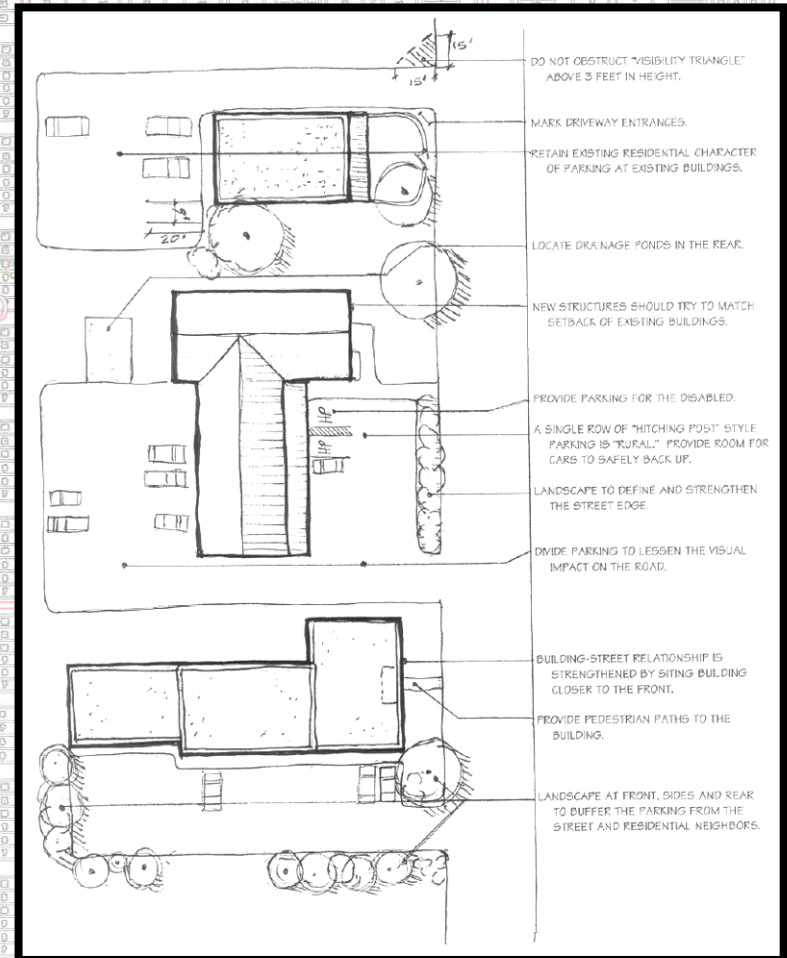 15'
15'
DO NOT OBSTRUCT "VISIBILITY TRIANGLE"
ABOVE 3 FEET IN HEIGHT.
MARK DRIVEWAY ENTRANCES.
RETAIN EXISTING RESIDENTIAL CHARACTER
OF PARKING AT EXISTING BUILDINGS.
9'
20'
LOCATE DRAINAGE PONDS IN THE REAR.
NEW STRUCTURES SHOULD TRY TO MATCH
SETBACK OF EXISTING BUILDINGS.
PROVIDE PARKING FOR THE DISABLED.
HP
HP
A SINGLE ROW OF "HITCHING POST" STYLE
PARKING IS "RURAL." PROVIDE ROOM FOR
CARS TO SAFELY BACK UP.
LANDSCAPE TO DEFINE AND STRENGTHEN
THE STREET EDGE.
DIVIDE PARKING TO LESSEN THE VISUAL
IMPACT ON THE ROAD.
BUILDING-STREET RELATIONSHIP IS
STRENGTHENED BY SITING BUILDING
CLOSER TO THE FRONT.
PROVIDE PEDESTRIAN PATHS TO THE
BUILDING.
LANDSCAPE AT FRONT, SIDES AND REAR
TO BUFFER THE PARKING FROM THE
STREET AND RESIDENTIAL NEIGHBORS.